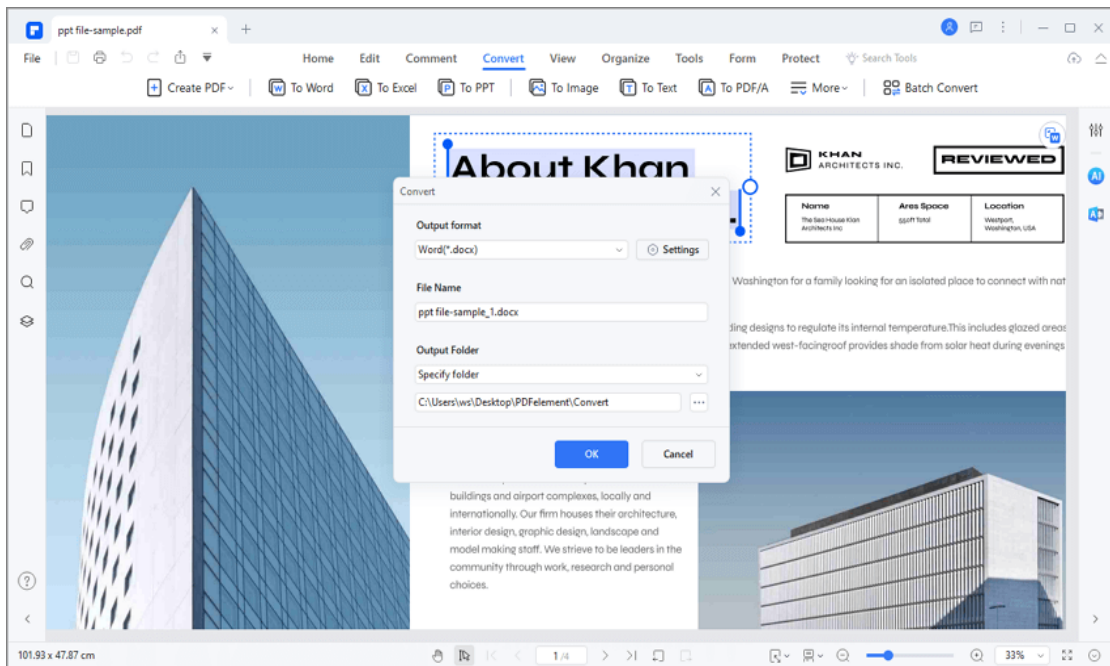 ppt file-sample.pdf
File
Home Edit Comment Convert View Organize Tools Form Protect Search Tools
Create PDF To Word To Excel To PPT To Image To Text To PDF/A More Batch Convert
About Khan
KHAN
ARCHITECTS INC.
REVIEWED
Name Ares Space Location
The Sea House Klan
Architects Inc
550ft Total
Westport,
Washington, USA
Convert
Output format
Word(*.docx)
Settings
File Name
ppt file-sample_1.docx
Output Folder
Specify folder
C:\Users\ws\Desktop\PDFelement\Convert
OK Cancel
Washington for a family looking for an isolated place to connect with nat
ding designs to regulate its internal temperature.This includes glazed areas
extended west-facingroof provides shade from solar heat during evenings
buildings and airport complexes, locally and
internationally. Our firm houses their architecture,
interior design, graphic design, landscape and
model making staff. We strive to be leaders in the
community through work, research and personal
choices.
101.93 x 47.87 cm
1/4
33%